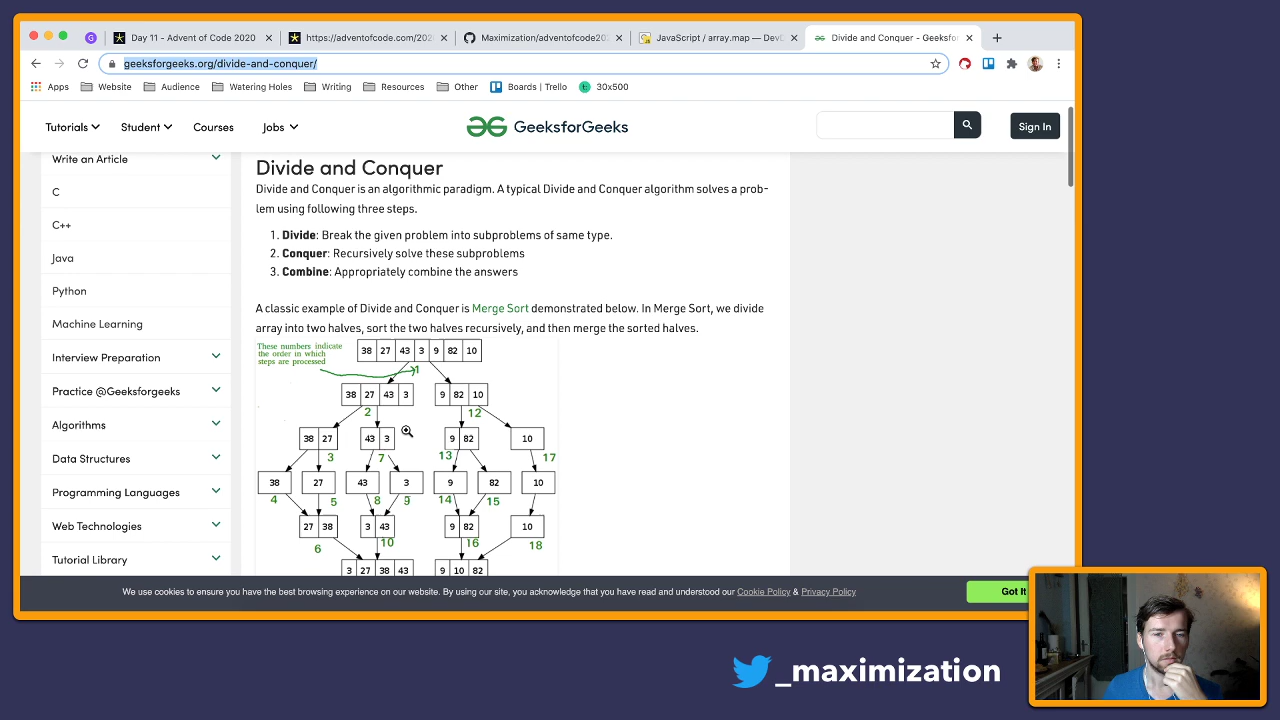 Day 11 - Advent of Code 2020
https://adventofcode.com/202
Maximization/adventofcode202
JavaScript / array.map — DevD
Divide and Conquer - Geeksfor
geeksforgeeks.org/divide-and-conquer/
Apps Website Audience Watering Holes Writing Resources Other Boards | Trello 30x500
Tutorials Student Courses Jobs GeeksforGeeks Sign In
Write an Article
C
C++
Java
Python
Machine Learning
Interview Preparation
Practice @Geeksforgeeks
Algorithms
Data Structures
Programming Languages
Web Technologies
Tutorial Library
Divide and Conquer
Divide and Conquer is an algorithmic paradigm. A typical Divide and Conquer algorithm solves a prob-
lem using following three steps.
1. Divide: Break the given problem into subproblems of same type.
2. Conquer: Recursively solve these subproblems
3. Combine: Appropriately combine the answers
A classic example of Divide and Conquer is Merge Sort demonstrated below. In Merge Sort, we divide
array into two halves, sort the two halves recursively, and then merge the sorted halves.
These numbers indicate
the order in which
steps are processed
38 27 43 3 9 82 10
1
38 27 43 3 9 82 10
2 12
38 27 43 3 9 82 10
3 7 13 17
38 27 43 3 9 82 10
4 5 8 9 14 15
27 38 3 43 9 82 10
6 10 16 18
3 27 38 43 9 10 82
We use cookies to ensure you have the best browsing experience on our website. By using our site, you acknowledge that you have read and understood our Cookie Policy & Privacy Policy
Got It
_maximization